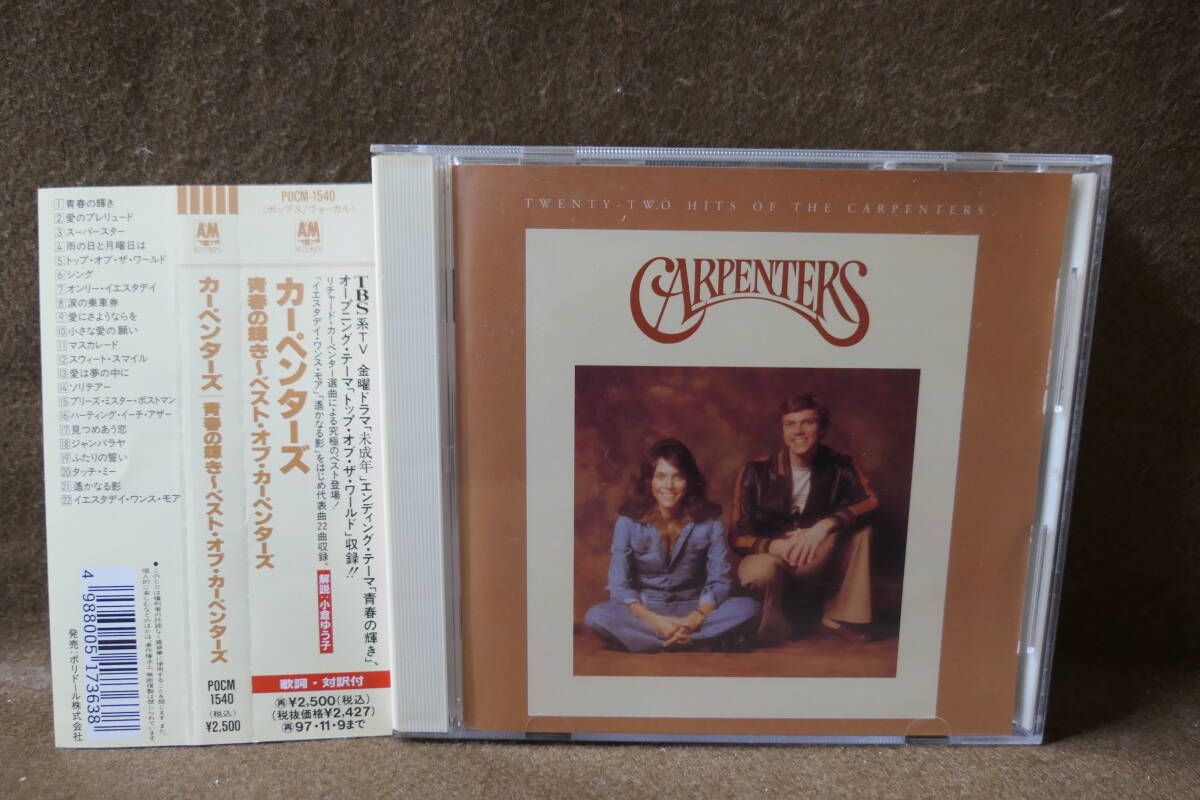 1 青春の輝き
2 愛のプレリュード
3 スーパースター
4 雨の日と月曜日は
5 トップ・オブ・ザ・ワールド
6 シング
7 オンリー・イエスタデイ
8 涙の乗車券
9 愛にさようならを
10 小さな愛の願い
11 マスカレード
12 スウィート・スマイル
13 愛は夢の中に
14 ソリテアー
15 プリーズ・ミスター・ポストマン
16 ハーティング・イーチ・アザー
17 見つめあう恋
18 ジャンバラヤ
19 ふたりの誓い
20 タッチ・ミー
21 遙かなる影
22 イエスタデイ・ワンス・モア
4 988005 173638
発売:ポリドール株式会社
A&M
RECORDS
カーペンターズ|青春の輝き〜ベスト・オブ・カーペンターズ
POCM
1540
(税込)
¥2,500
POCM-1540
〈ポップス/ヴォーカル〉
A&M
RECORDS
TBS系TV 金曜ドラマ「未成年」エンディング・テーマ「青春の輝き」、
オープニング・テーマ「トップ・オブ・ザ・ワールド」収録!!
リチャード・カーペンター選曲による究極のベスト登場!
「イエスタデイ・ワンス・モア」「遙かなる影」をはじめ代表曲22曲収録。
解説:小倉ゆう子
カーペンターズ
青春の輝き〜ベスト・オブ・カーペンターズ
歌詞・対訳付
再¥2,500(税込)
(税抜価格¥2,427)
再97・11・9まで
TWENTY-TWO HITS OF THE CARPENTERS
CARPENTERS